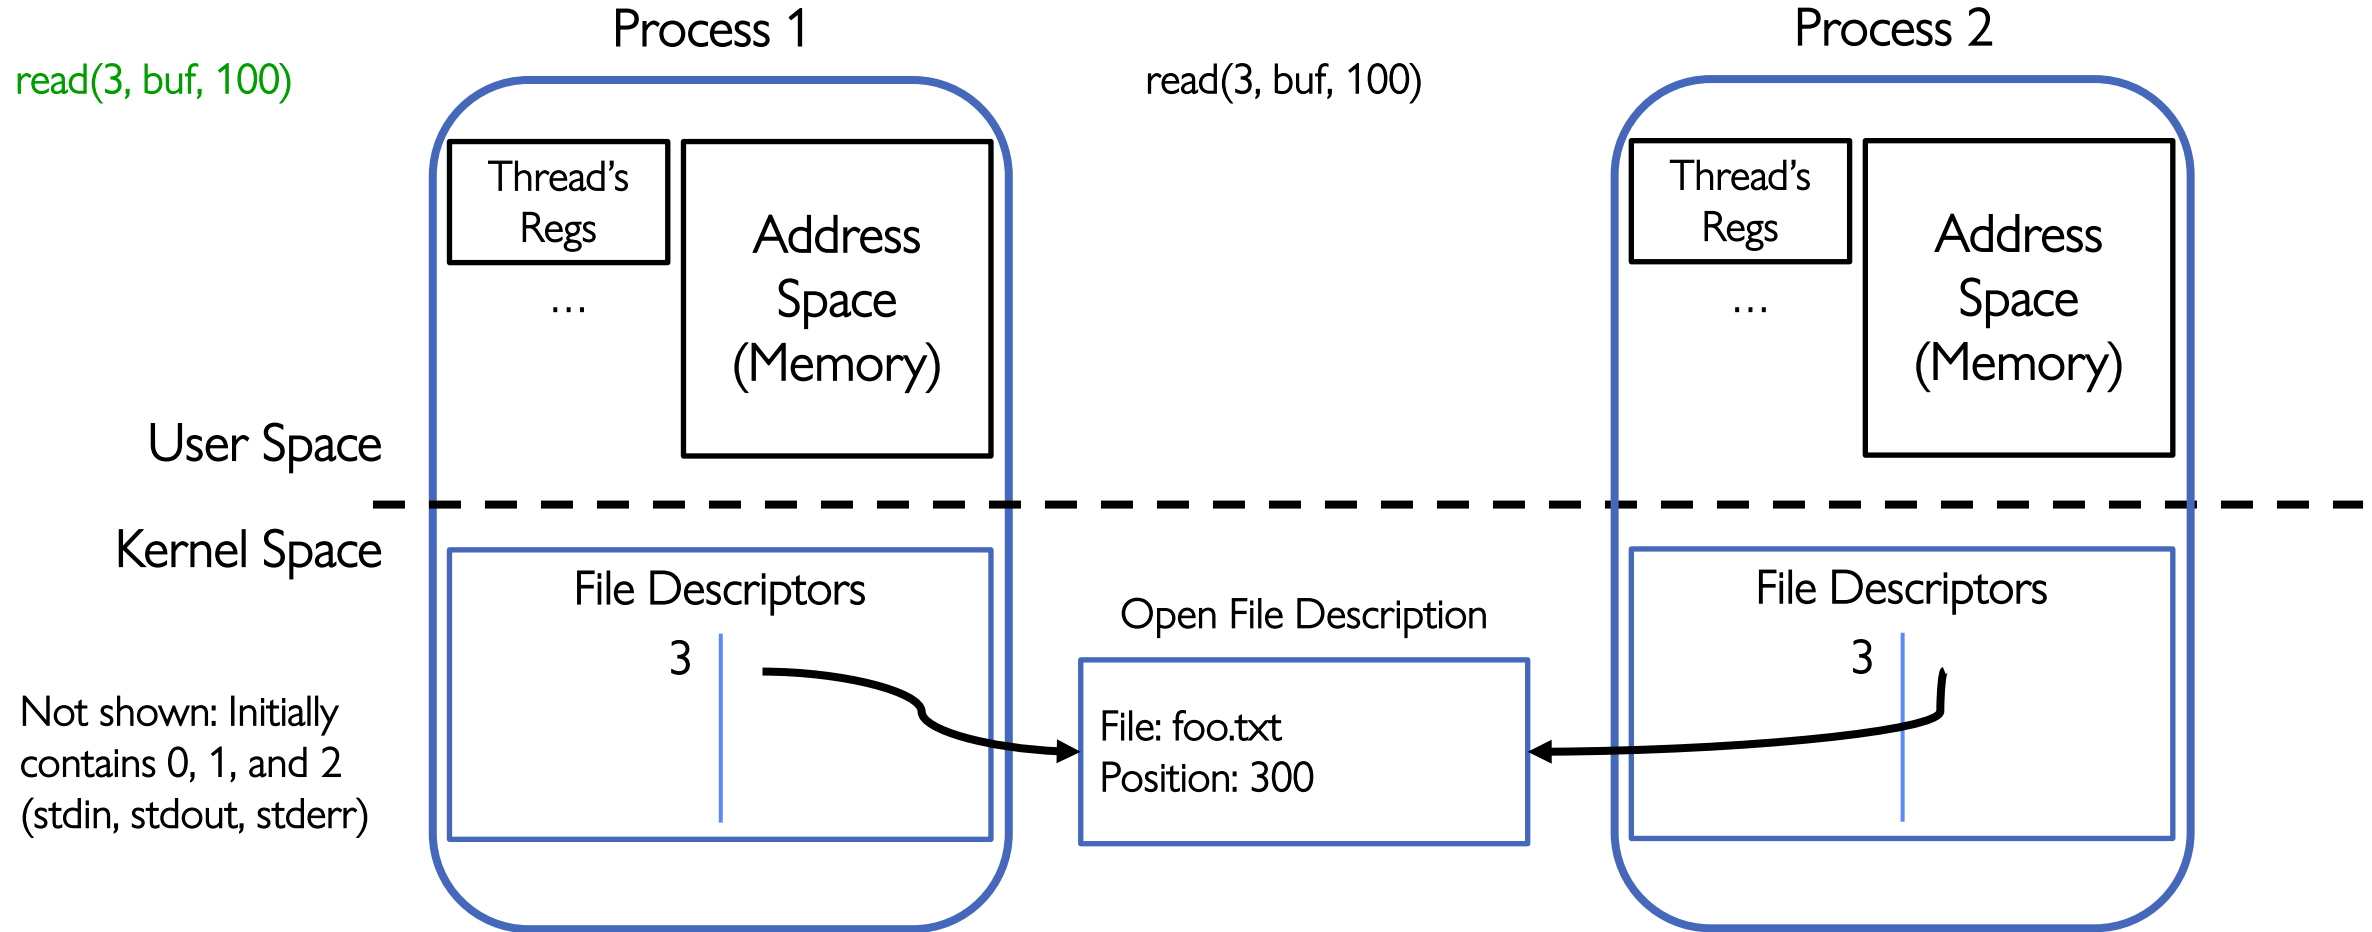 Process 1
Process 2
read(3, buf, 100)
read(3, buf, 100)
Thread’s
Regs
…
Address
Space
(Memory)
Thread’s
Regs
…
Address
Space
(Memory)
User Space
Kernel Space
File Descriptors
3
Open File Description
File: foo.txt
Position: 300
File Descriptors
3
Not shown: Initially
contains 0, 1, and 2
(stdin, stdout, stderr)